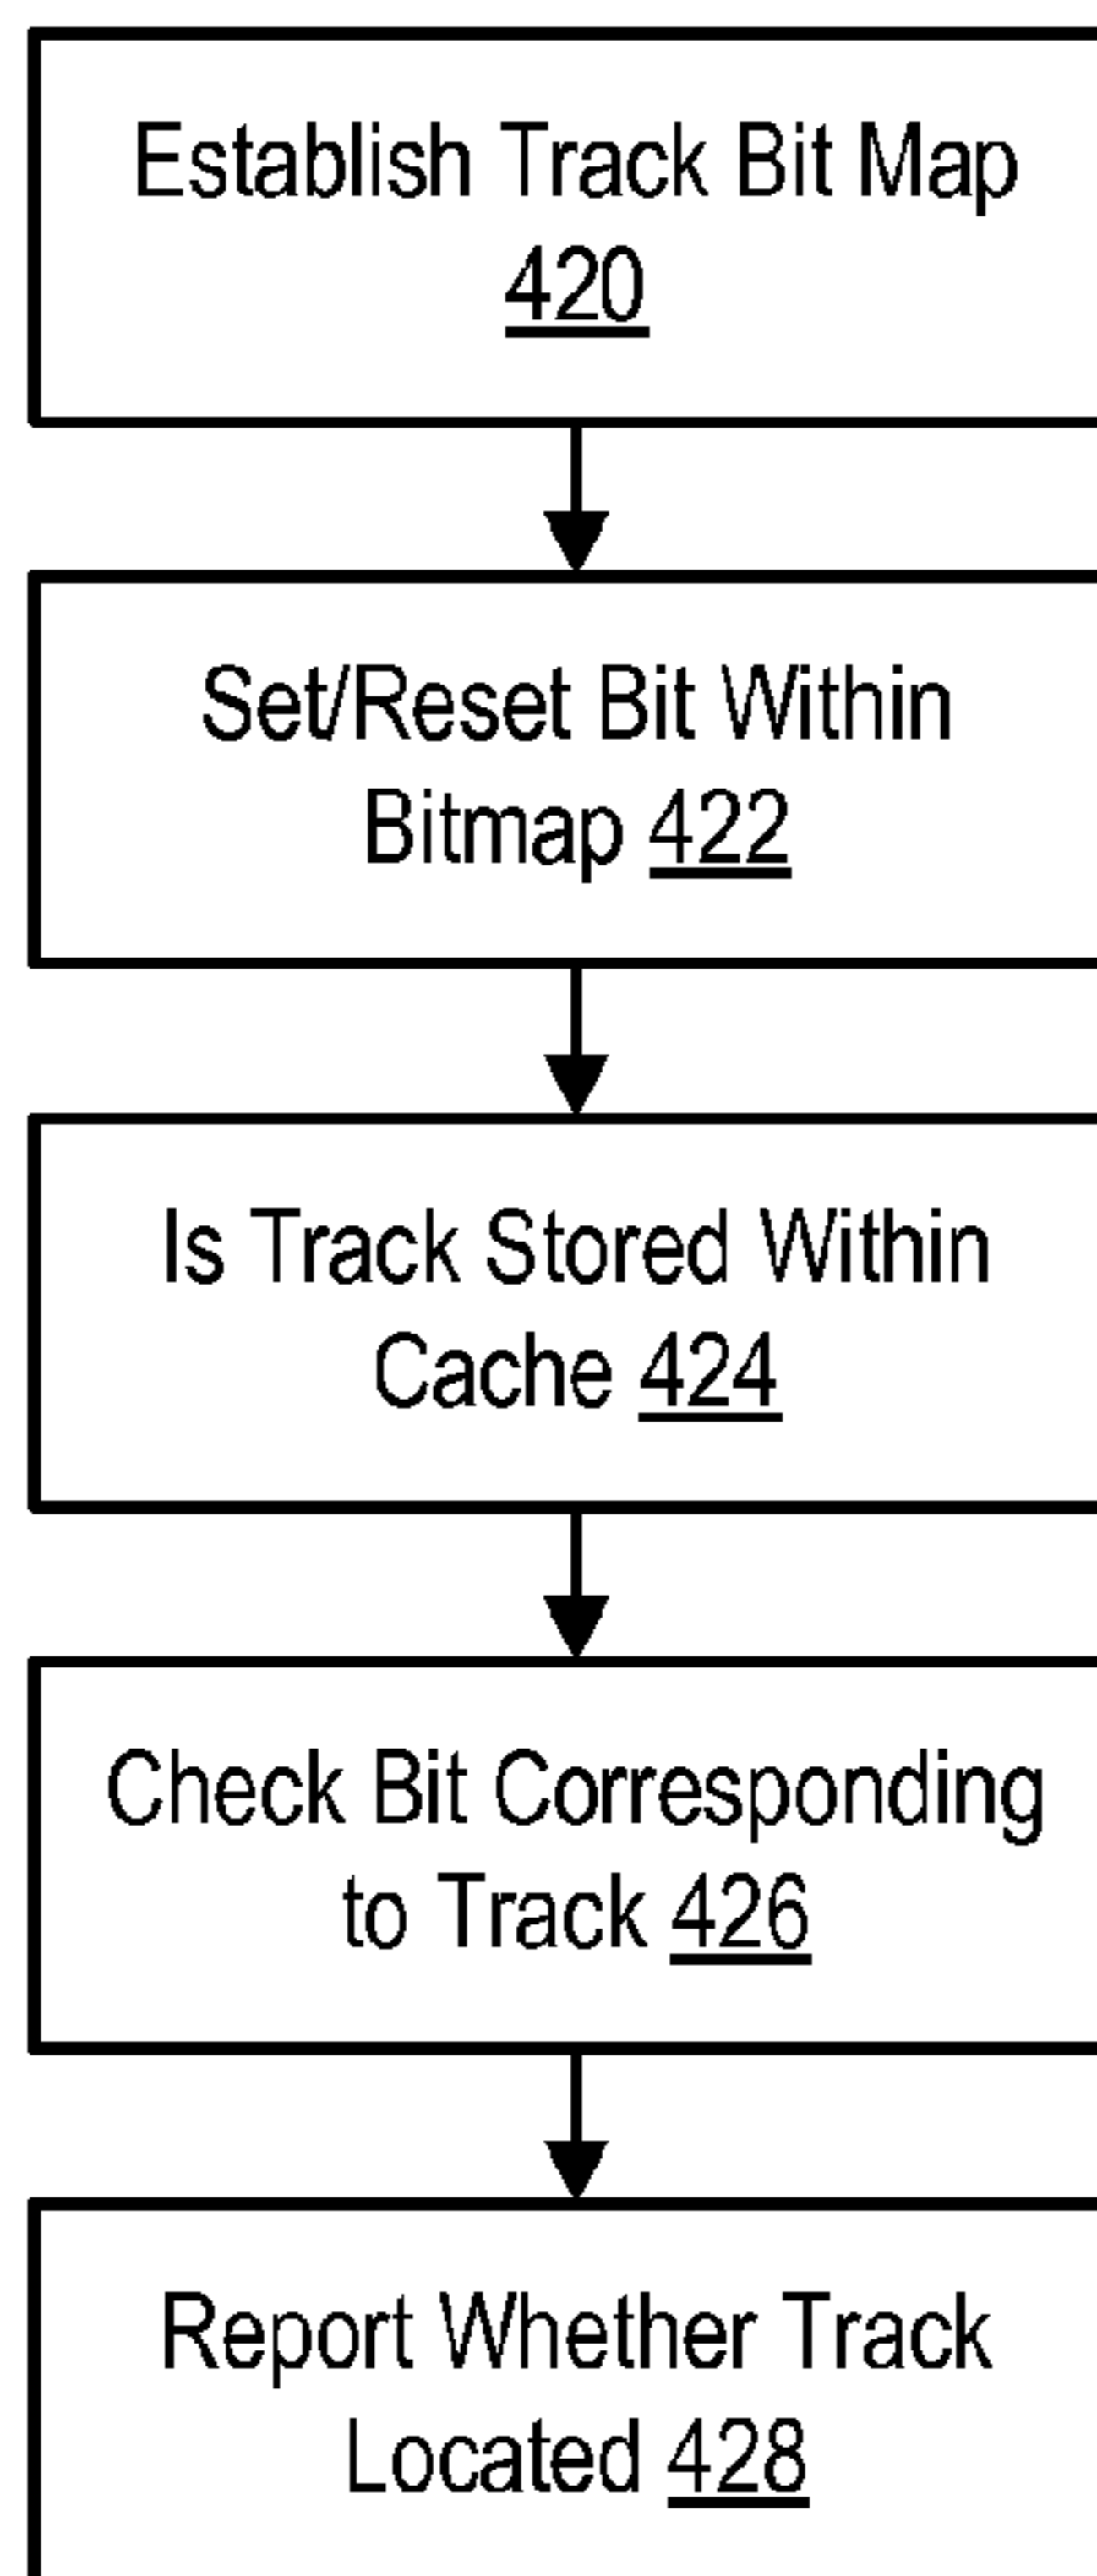 Establish Track Bit Map
420
Set/Reset Bit Within
Bitmap 422
Is Track Stored Within
Cache 424
Check Bit Corresponding
to Track 426
Report Whether Track
Located 428